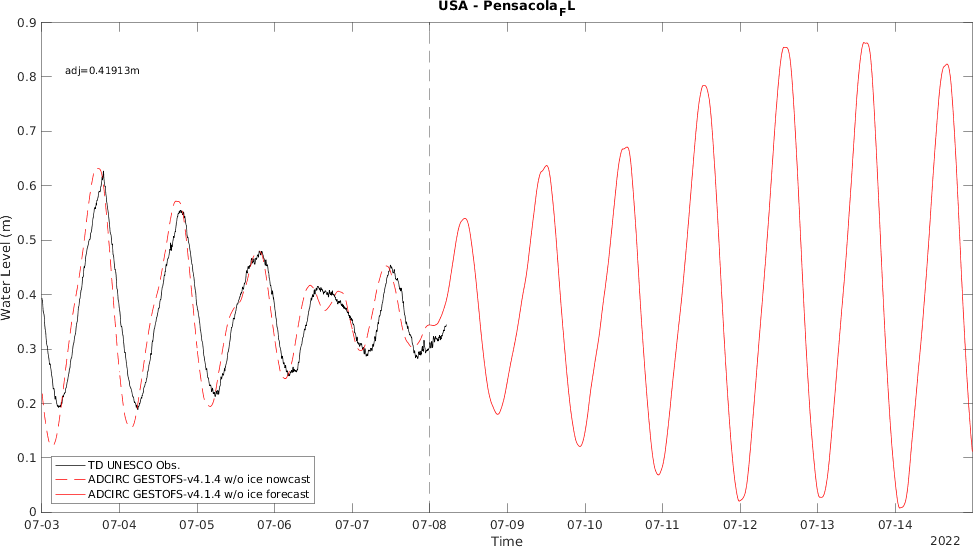 USA - Pensacola_FL
0.9
adj=0.41913m
0.8
0.7
0.6
0.5
0.4
0.3
0.2
0.1
0
Water Level (m)
TD UNESCO Obs.
ADCIRC GESTOFS-v4.1.4 w/o ice nowcast
ADCIRC GESTOFS-v4.1.4 w/o ice forecast
07-03 07-04 07-05 07-06 07-07 07-08 07-09 07-10 07-11 07-12 07-13 07-14
Time
2022